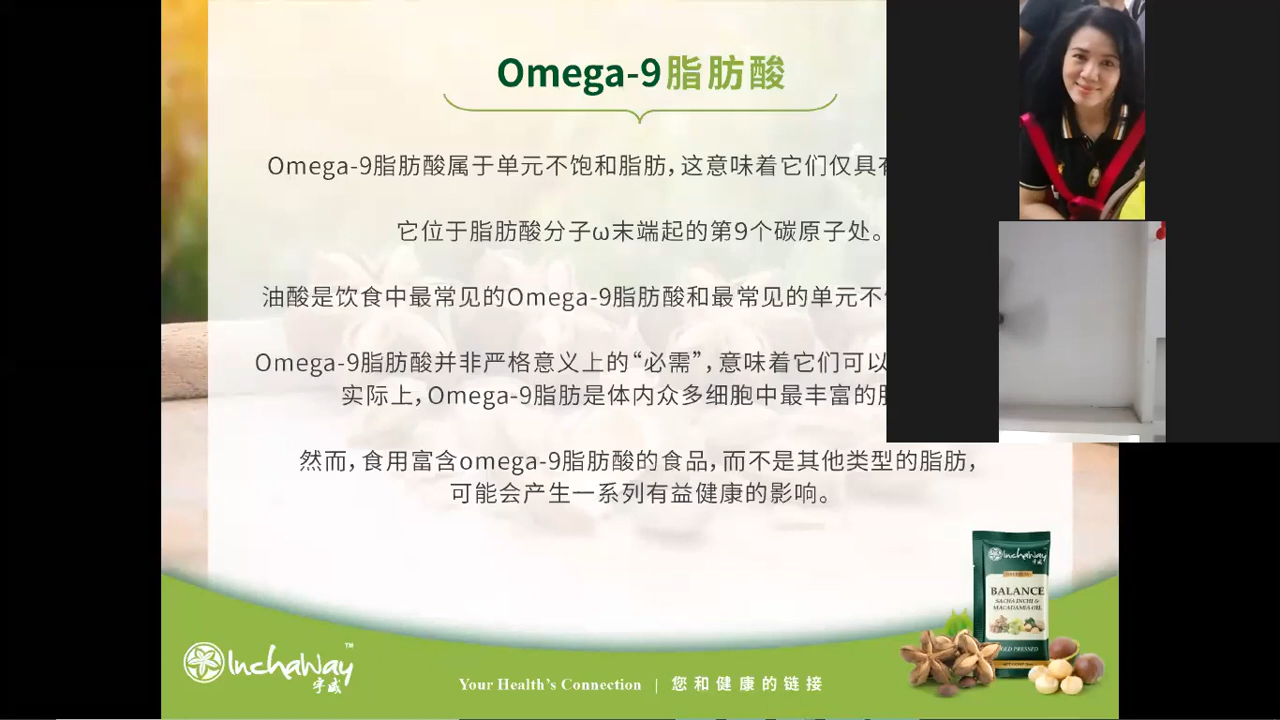 Omega-9脂肪酸
Omega-9脂肪酸属于单元不饱和脂肪，这意味着它们仅具
它位于脂肪酸分子ω末端起的第9个碳原子处。
油酸是饮食中最常见的Omega-9脂肪酸和最常见的单元不
Omega-9脂肪酸并非严格意义上的“必需”，意味着它们可以
实际上，Omega-9脂肪是体内众多细胞中最丰富的
然而，食用富含omega-9脂肪酸的食品，而不是其他类型的脂肪，
可能会产生一系列有益健康的影响。
InchaWay
宇威
BALANCE
SACHA INCHI &
MACADAMIA OIL
COLD PRESSED
InchaWay™
宇威
Your Health's Connection | 您和健康的链接